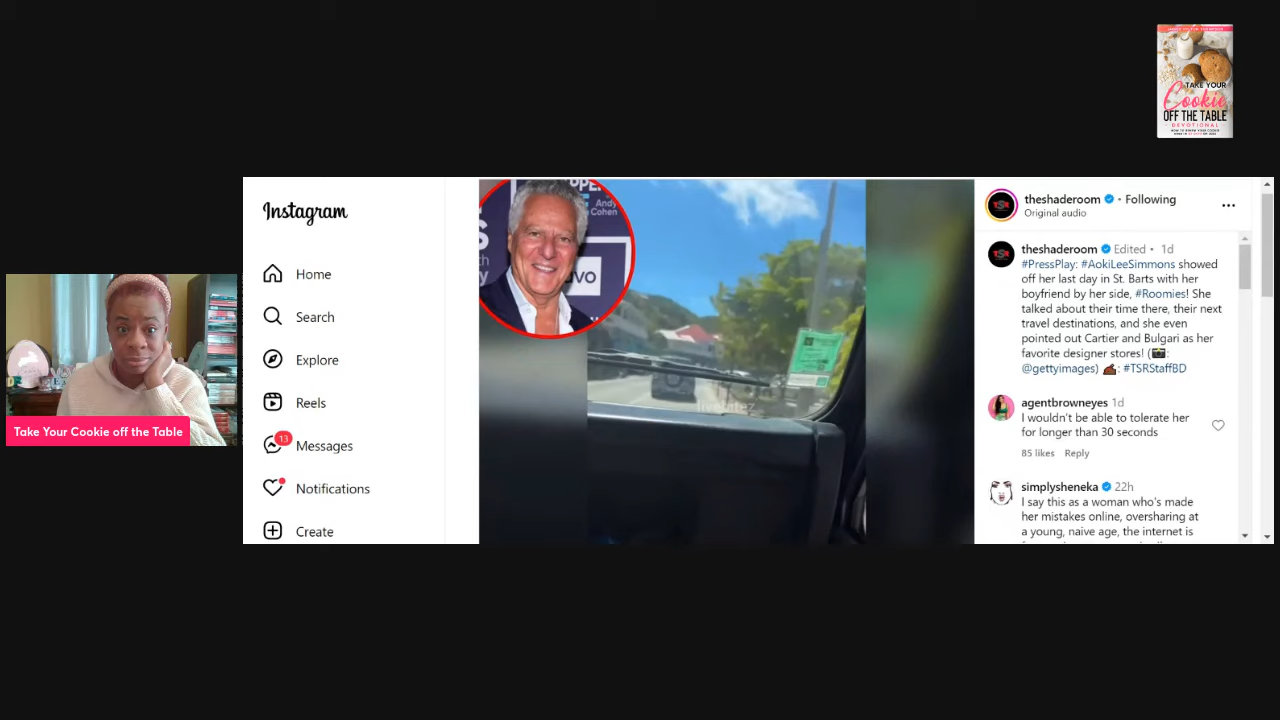 TAKE YOUR
Cookie
OFF THE TABLE
DEVOTIONAL
Instagram
Home
Search
Explore
Reels
13
Messages
Notifications
Create
Andy
Cohen
theshaderoom • Following
Original audio
...
TSR
theshaderoom Edited • 1d
#PressPlay: #AokiLeeSimmons showed
off her last day in St. Barts with her
boyfriend by her side, #Roomies! She
talked about their time there, their next
travel destinations, and she even
pointed out Cartier and Bulgari as her
favorite designer stores! (📸:
@gettyimages) ✍🏾: #TSRStaffBD
agentbrowneyes 1d
I wouldn't be able to tolerate her
for longer than 30 seconds
85 likes Reply
simplysheneka 22h
I say this as a woman who's made
her mistakes online, oversharing at
a young, naive age, the internet is
Take Your Cookie off the Table